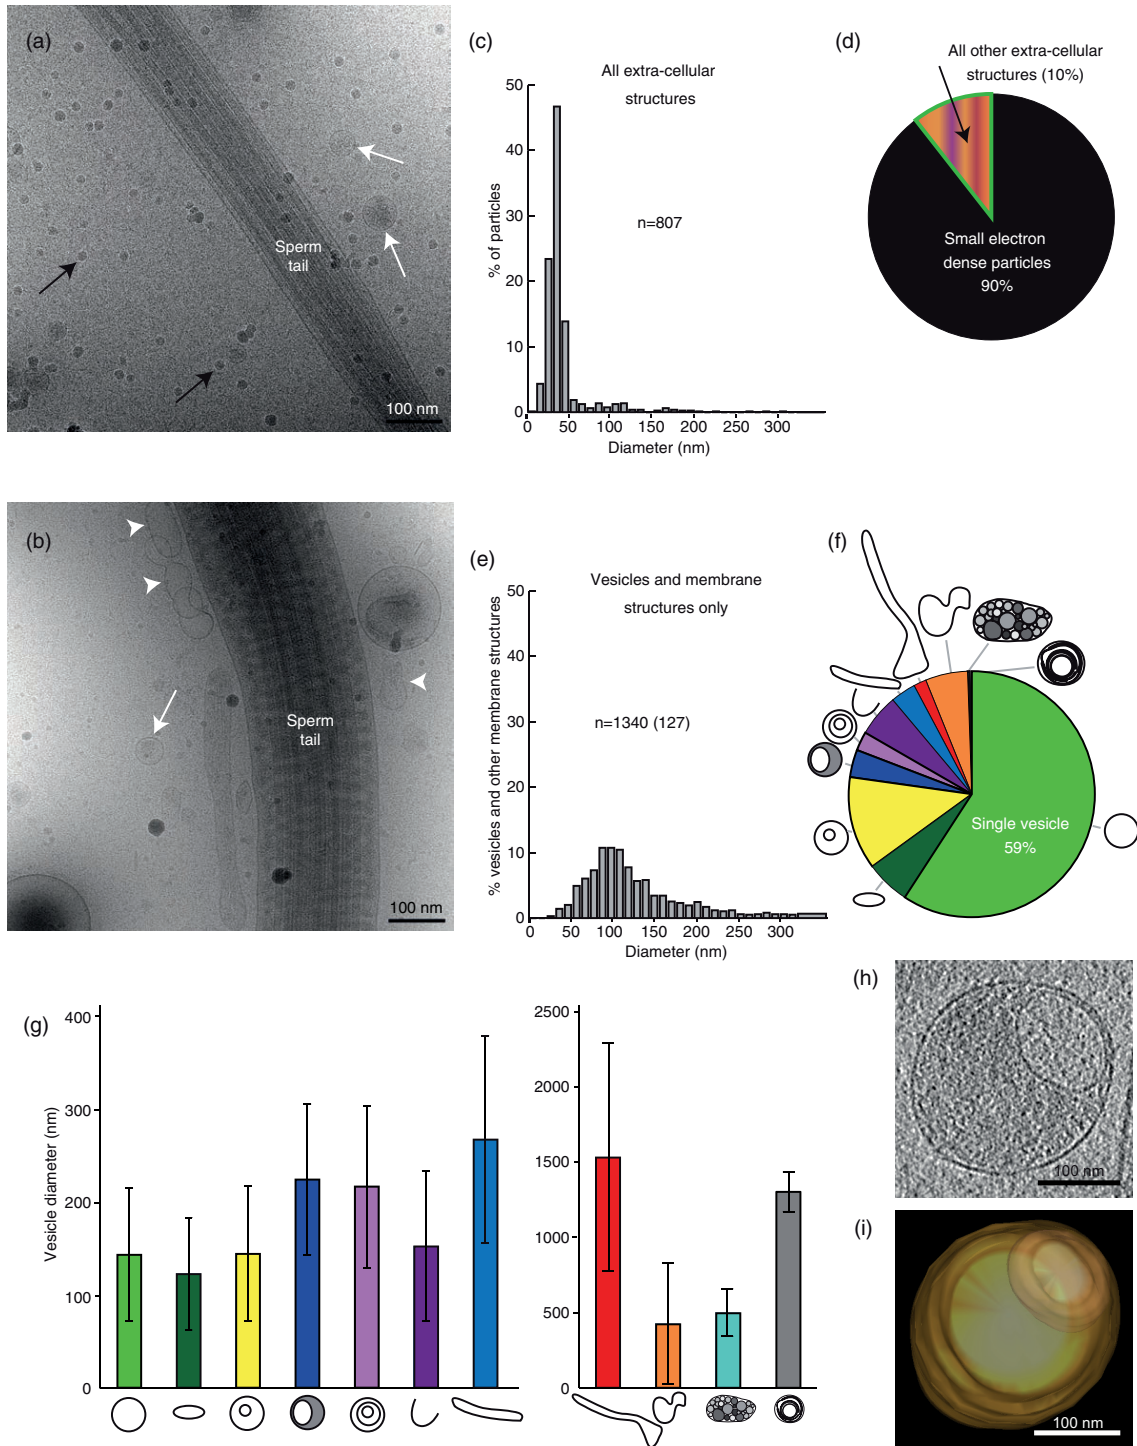 (a)
Sperm
tail
100 nm
(c)
All extra-cellular
structures
n=807
% of particles
50
40
30
20
10
0
0
50
100
150
200
250
300
Diameter (nm)
(d)
All other extra-cellular
structures (10%)
Small electron
dense particles
90%
(b)
Sperm
tail
100 nm
(e)
Vesicles and membrane
structures only
n=1340 (127)
% vesicles and other membrane structures
50
40
30
20
10
0
0
50
100
150
200
250
300
Diameter (nm)
(f)
Single vesicle
59%
(g)
Vesicle diameter (nm)
400
300
200
100
0
2500
2000
1500
1000
500
0
(h)
100 nm
(i)
100 nm